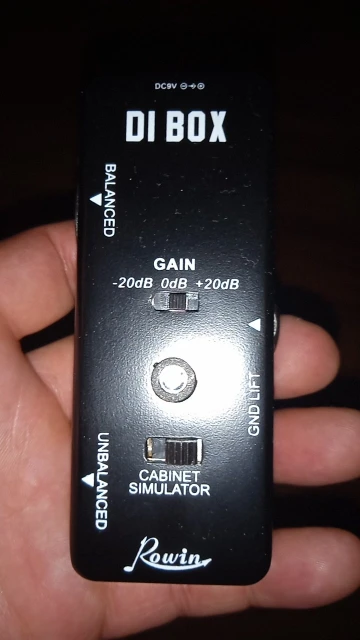 DC9V
DI BOX
BALANCED
GAIN
-20dB 0dB +20dB
GND LIFT
UNBALANCED
CABINET
SIMULATOR
Rowin